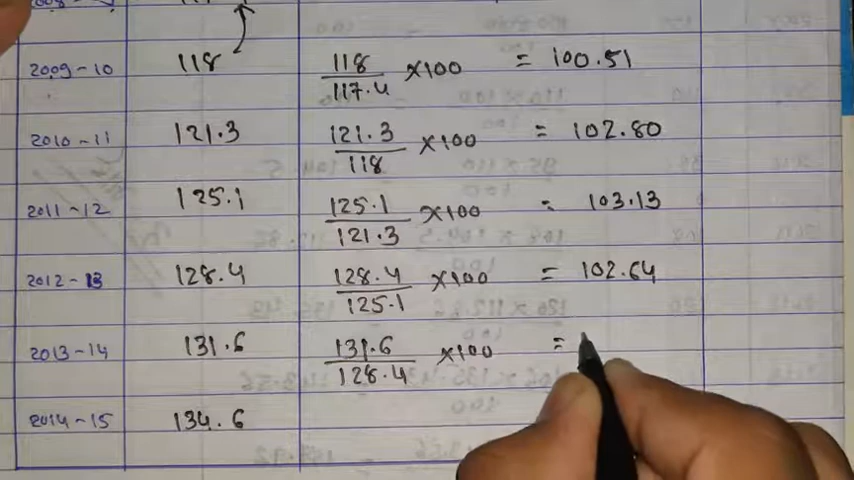 2009-10 118 118/117.4 ×100 = 100.51
2010-11 121.3 121.3/118 ×100 = 102.80
2011-12 125.1 125.1/121.3 ×100 = 103.13
2012-13 128.4 128.4/125.1 ×100 = 102.64
2013-14 131.6 131.6/128.4 ×100 =
2014-15 134.6